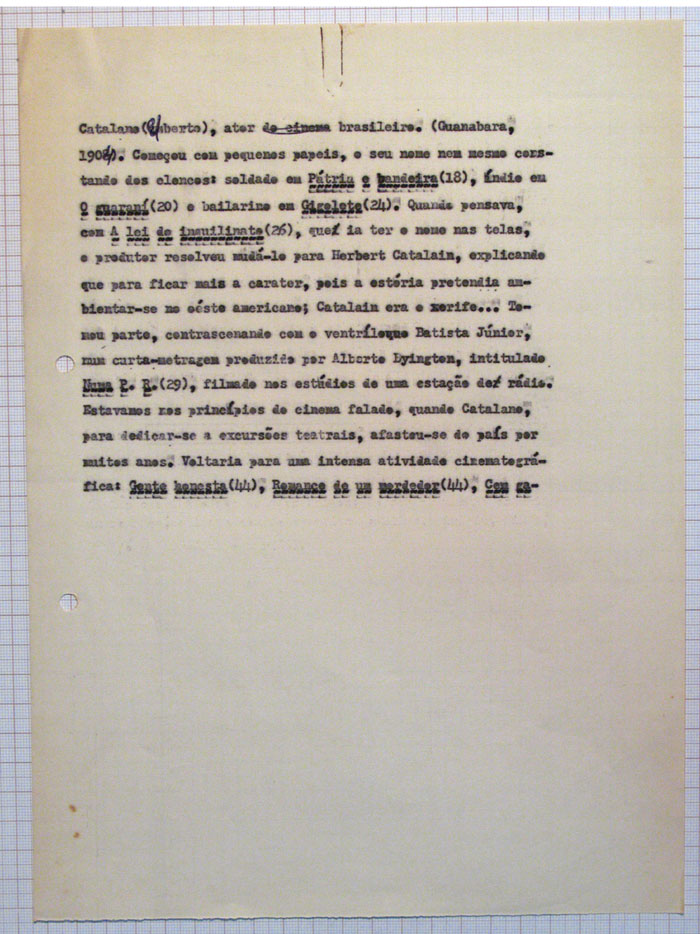 Catalano(Umberto), ator do cinema brasileiro. (Guanabara,
1904). Começou com pequenos papeis, o seu nome nem mesmo cons-
tando dos elencos: soldado em Pátria e bandeira(18), índio em
O guaraní(20) e bailarino em Gigolete(24). Quando pensava,
com A lei do inquilinato(26), que ia ter o nome nas telas,
o produtor resolveu mudá-lo para Herbert Catalain, explicando
que para ficar mais a carater, pois a estória pretendia am-
bientar-se no oéste americano; Catalain era o xerife... To-
mou parte, contrascenando com o ventríloquo Batista Júnior,
num curta-metragem produzido por Alberto Byington, intitulado
Numa P. R.(29), filmado nos estúdios de uma estação de rádio.
Estavamos nos princípios do cinema falado, quando Catalano,
para dedicar-se a excursões teatrais, afastou-se do país por
muitos anos. Voltaria para uma intensa atividade cinematográ-
fica: Gente honesta(44), Romance de um mordedor(44), Com ga-